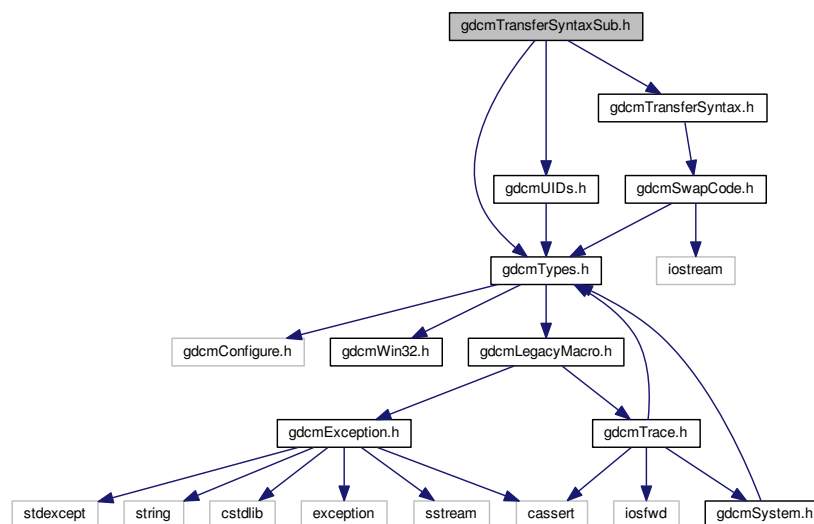 gdcmTransferSyntaxSub.h
gdcmTransferSyntax.h
gdcmUIDs.h
gdcmSwapCode.h
gdcmTypes.h
iostream
gdcmConfigure.h
gdcmWin32.h
gdcmLegacyMacro.h
gdcmException.h
gdcmTrace.h
stdexcept
string
cstdlib
exception
sstream
cassert
iosfwd
gdcmSystem.h